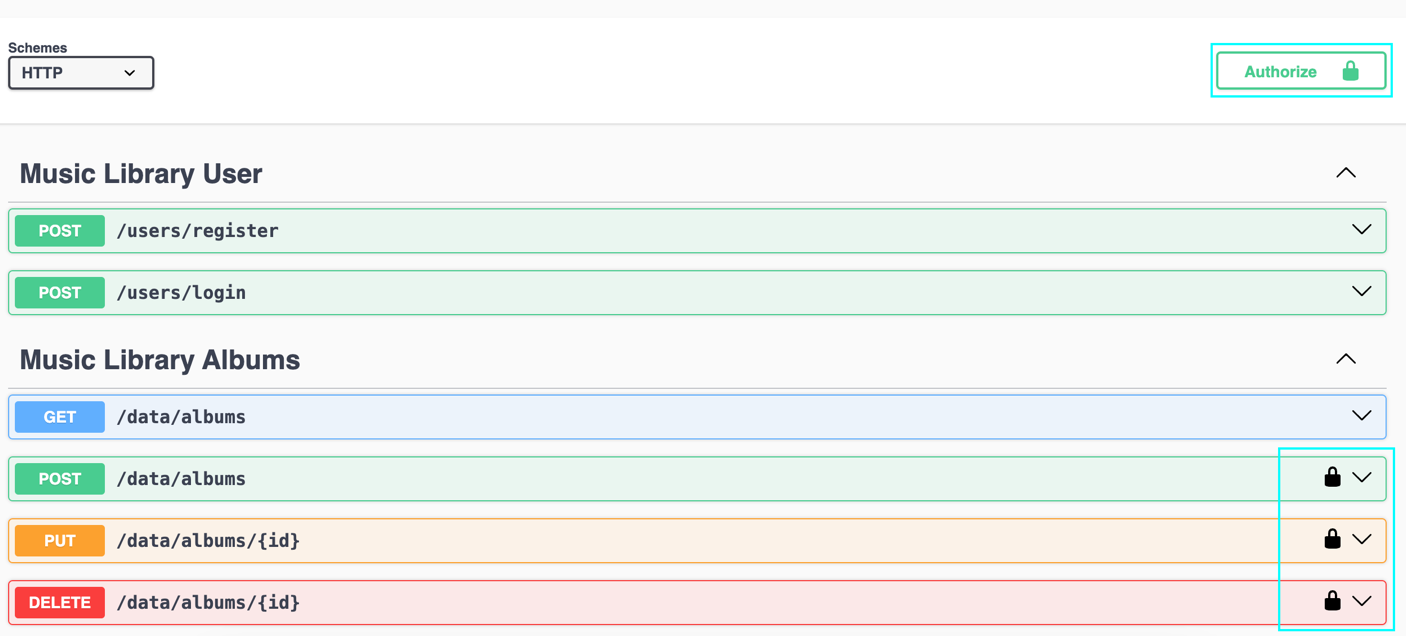 Schemes
HTTP
Authorize
Music Library User
POST /users/register
POST /users/login
Music Library Albums
GET /data/albums
POST /data/albums
PUT /data/albums/{id}
DELETE /data/albums/{id}